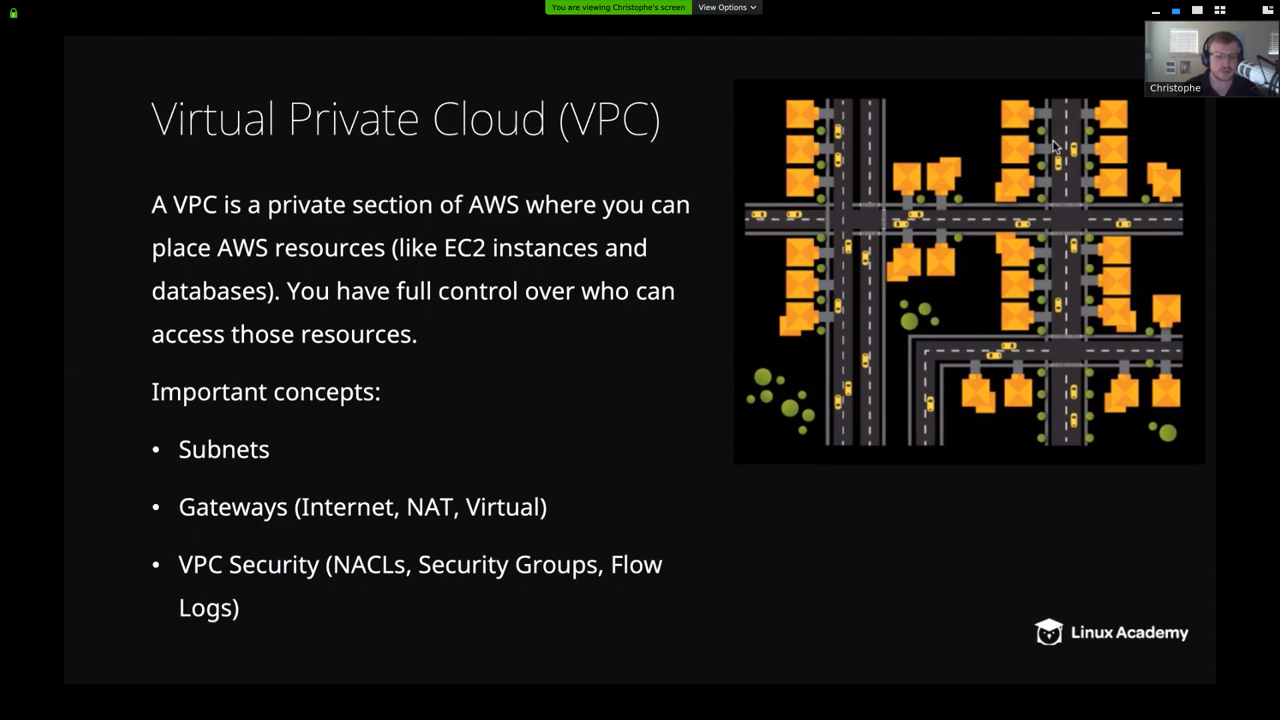 You are viewing Christophe's screen
View Options
Christophe
Virtual Private Cloud (VPC)
A VPC is a private section of AWS where you can
place AWS resources (like EC2 instances and
databases). You have full control over who can
access those resources.
Important concepts:
• Subnets
• Gateways (Internet, NAT, Virtual)
• VPC Security (NACLs, Security Groups, Flow
Logs)
Linux Academy